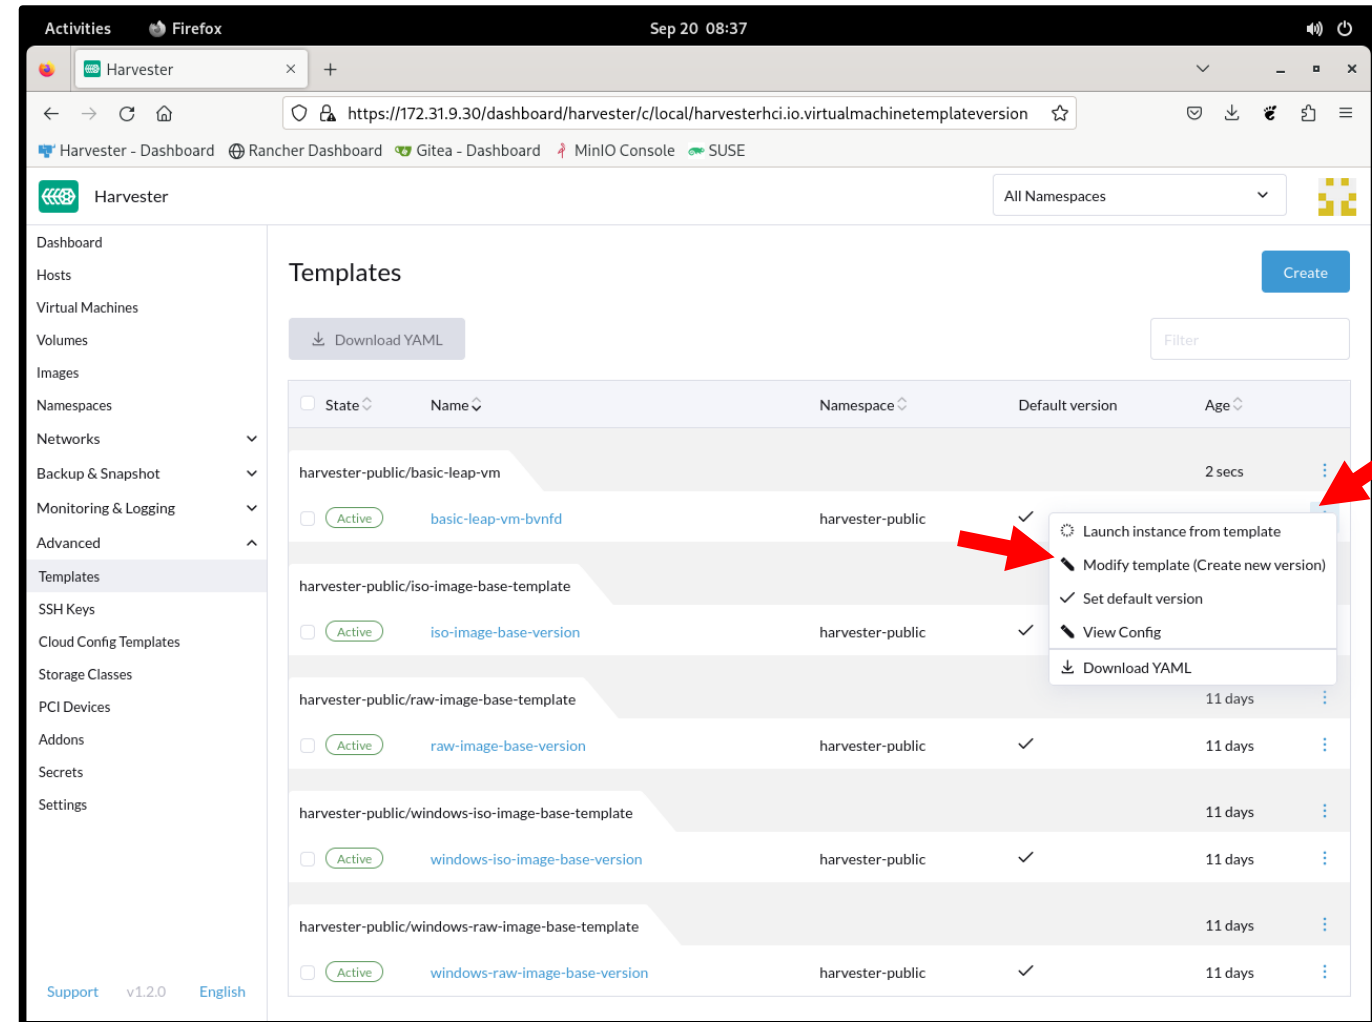 Activities Firefox Sep 20 08:37
Harvester
https://172.31.9.30/dashboard/harvester/c/local/harvesterhci.io.virtualmachinetemplateversion
Harvester - Dashboard Rancher Dashboard Gitea - Dashboard MinIO Console SUSE
Harvester All Namespaces
Dashboard
Hosts
Virtual Machines
Volumes
Images
Namespaces
Networks
Backup & Snapshot
Monitoring & Logging
Advanced
Templates
SSH Keys
Cloud Config Templates
Storage Classes
PCI Devices
Addons
Secrets
Settings
Support v1.2.0 English
Templates Create
Download YAML Filter
State Name Namespace Default version Age
harvester-public/basic-leap-vm 2 secs
Active basic-leap-vm-bvnfd harvester-public
Launch instance from template
Modify template (Create new version)
Set default version
View Config
Download YAML
harvester-public/iso-image-base-template
Active iso-image-base-version harvester-public
harvester-public/raw-image-base-template 11 days
Active raw-image-base-version harvester-public 11 days
harvester-public/windows-iso-image-base-template 11 days
Active windows-iso-image-base-version harvester-public 11 days
harvester-public/windows-raw-image-base-template 11 days
Active windows-raw-image-base-version harvester-public 11 days